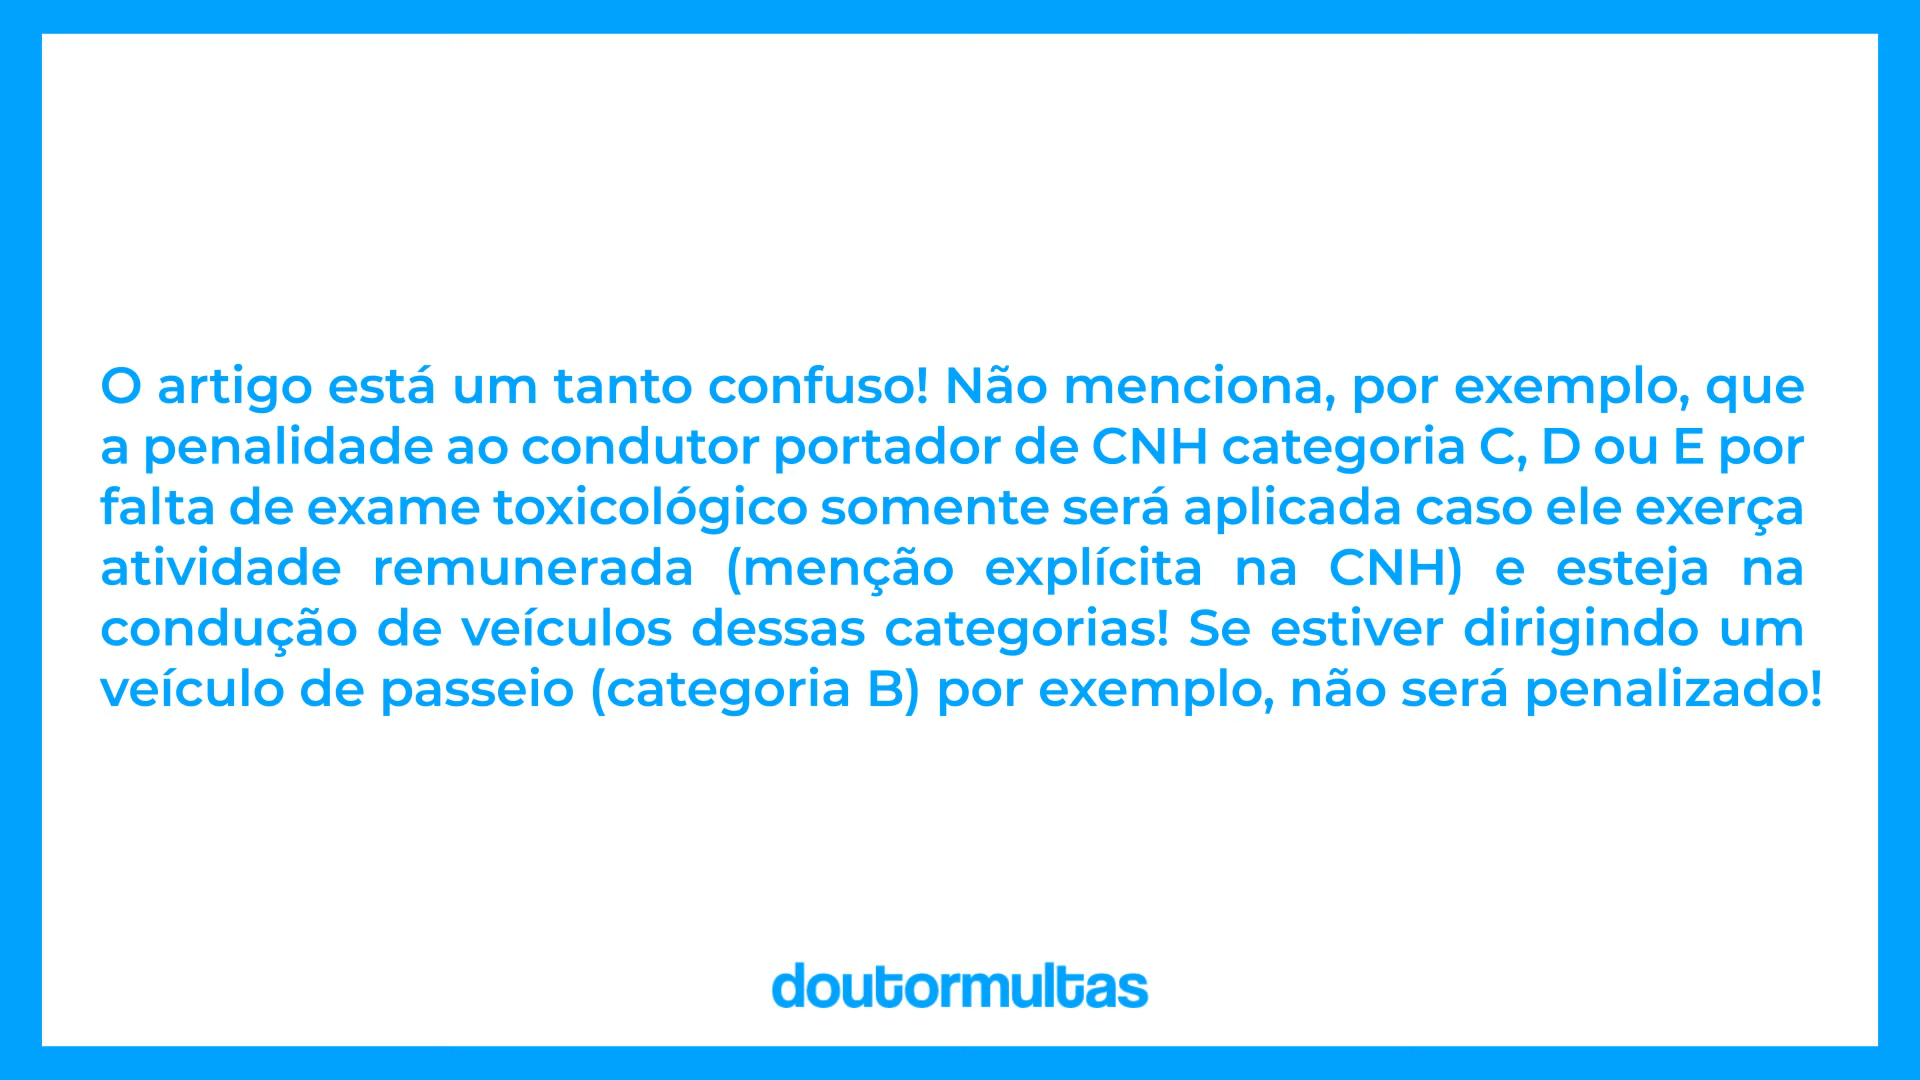 O artigo está um tanto confuso! Não menciona, por exemplo, que
a penalidade ao condutor portador de CNH categoria C, D ou E por
falta de exame toxicológico somente será aplicada caso ele exerça
atividade remunerada (menção explícita na CNH) e esteja na
condução de veículos dessas categorias! Se estiver dirigindo um
veículo de passeio (categoria B) por exemplo, não será penalizado!
doutormultas